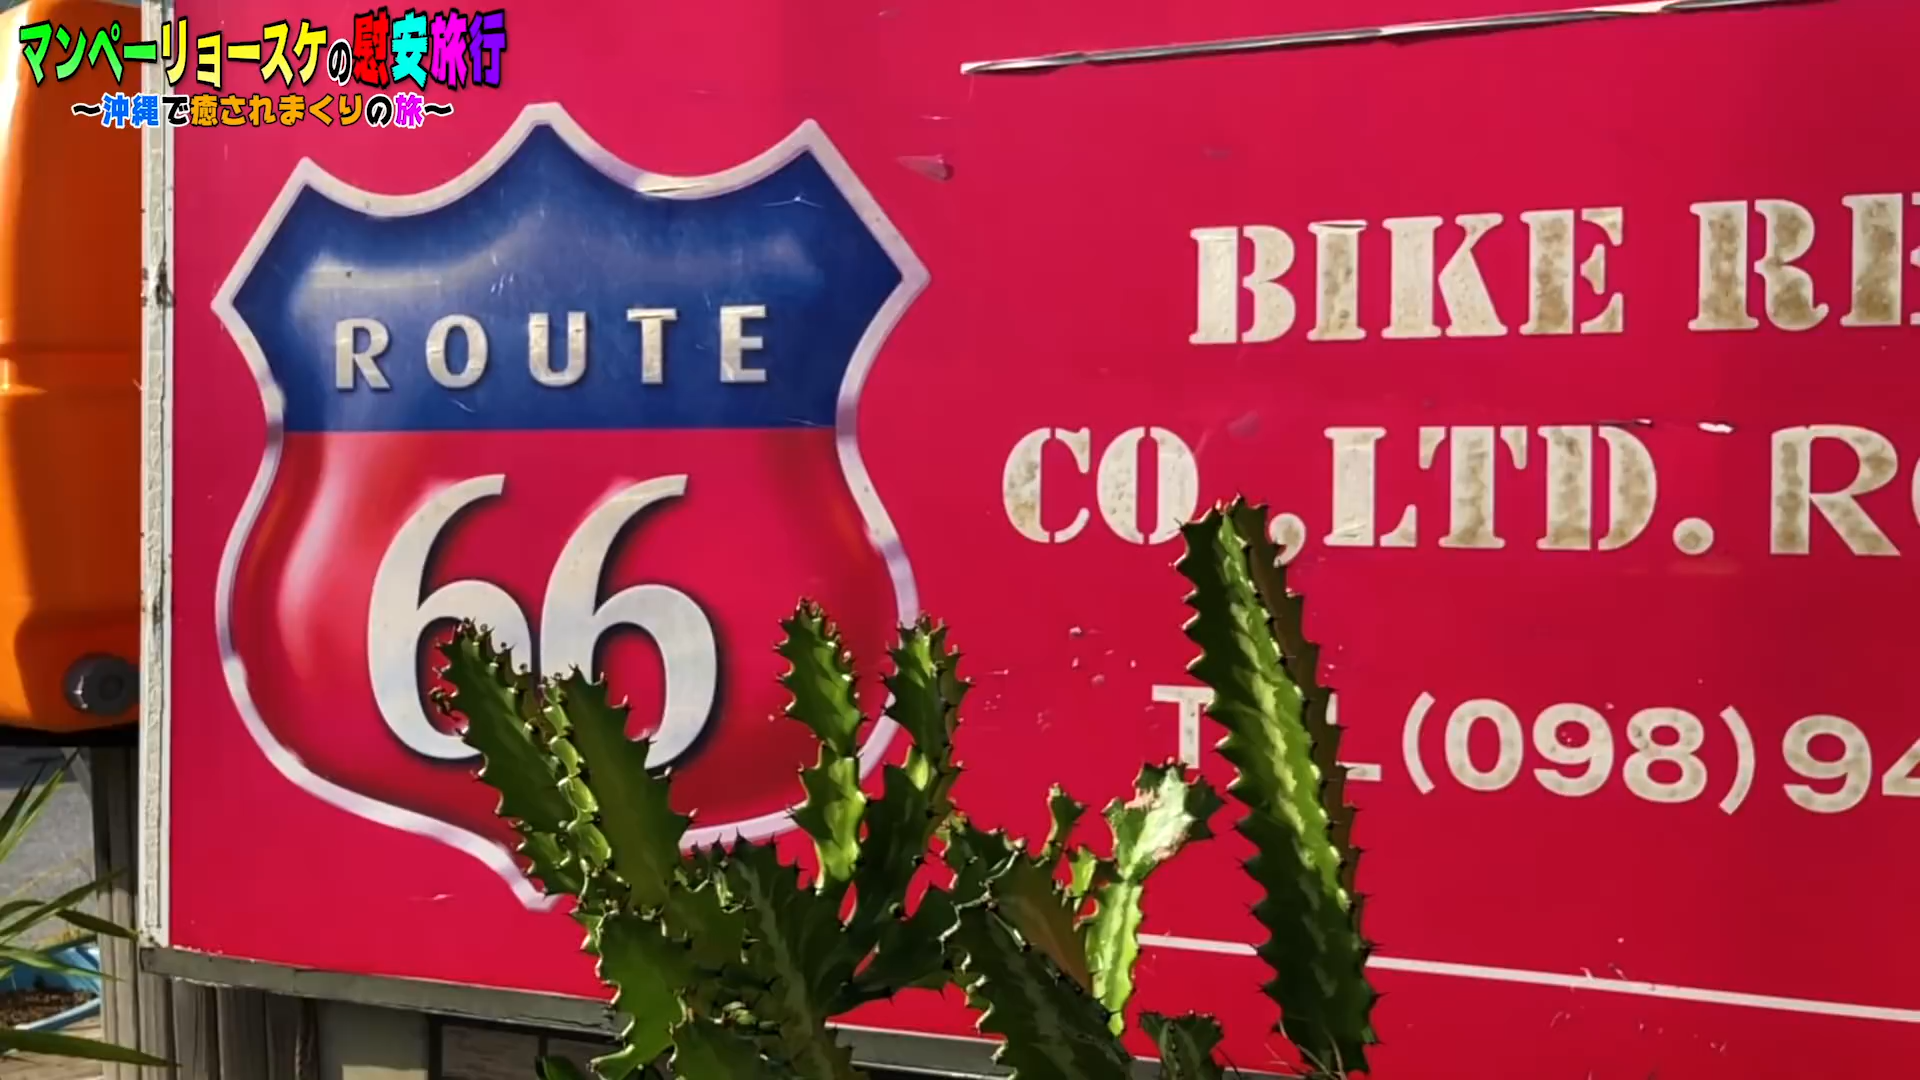 マンペーリョースケの慰安旅行
～沖縄で癒されまくりの旅～
ROUTE
66
BIKE
CO.,LTD.
(098)94